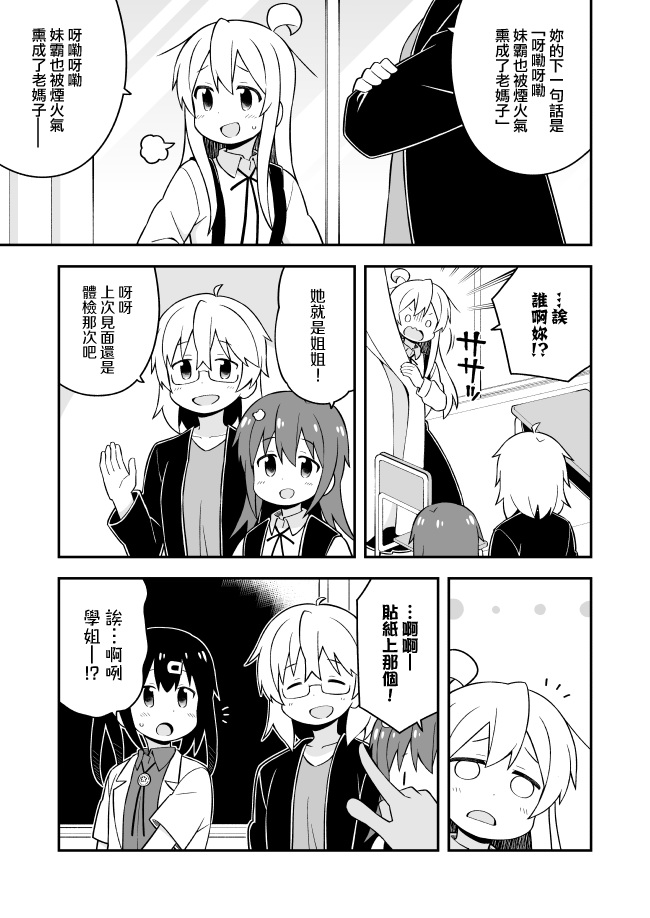 妳的下一句話是
「呀嘞呀嘞
妹霸也被煙火氣
熏成了老媽子」
呀嘞呀嘞
妹霸也被煙火氣
熏成了老媽子——
…誒
誰啊妳!?
ササッ!!
她就是姐姐！
呀呀
上次見面還是
體檢那次吧
…啊啊—
貼紙上那個！
誒…啊咧
學姐—!?